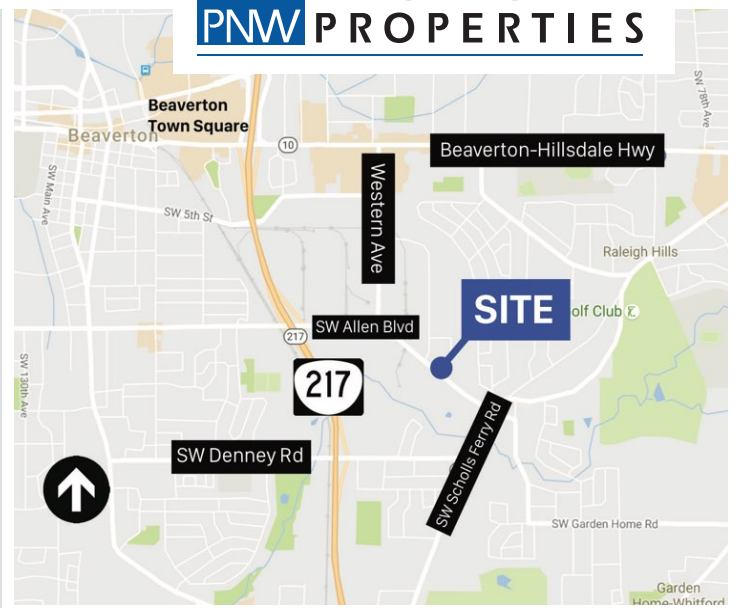 PNW PROPERTIES
Beaverton
Town Square
Beaverton
10
Beaverton-Hillsdale Hwy
SW 78th Ave
SW Main Ave
Western Ave
SW 5th St
Raleigh Hills
SITE
olf Club
SW Allen Blvd
217
217
SW 130th Ave
SW Denney Rd
SW Scholls Ferry Rd
SW Garden Home Rd
Garden
Home-Whitford